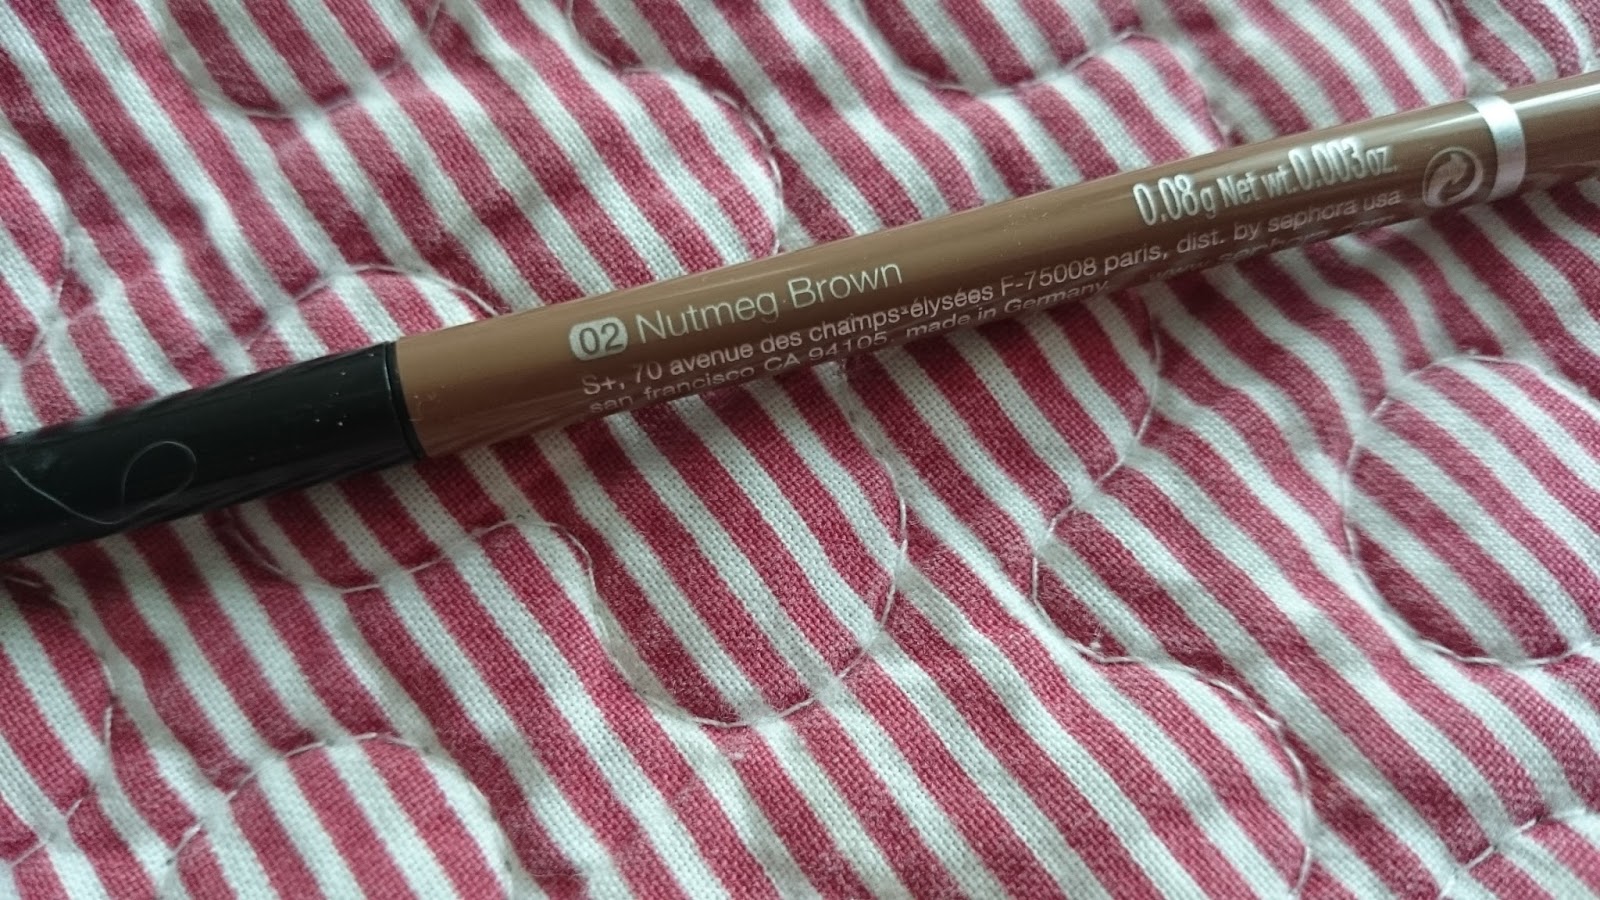 02 Nutmeg Brown
0.08g Net wt.0.003oz.
S+, 70 avenue des champs-élysées F-75008 paris, dist. by sephora usa
san francisco CA 94105, made in Germany.